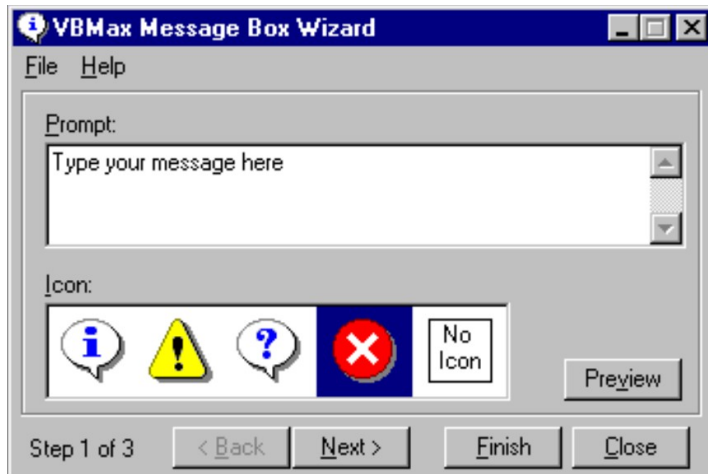 VBMax Message Box Wizard
File Help
Prompt:
Type your message here
Icon:
No
Icon
Preview
Step 1 of 3 < Back Next > Finish Close